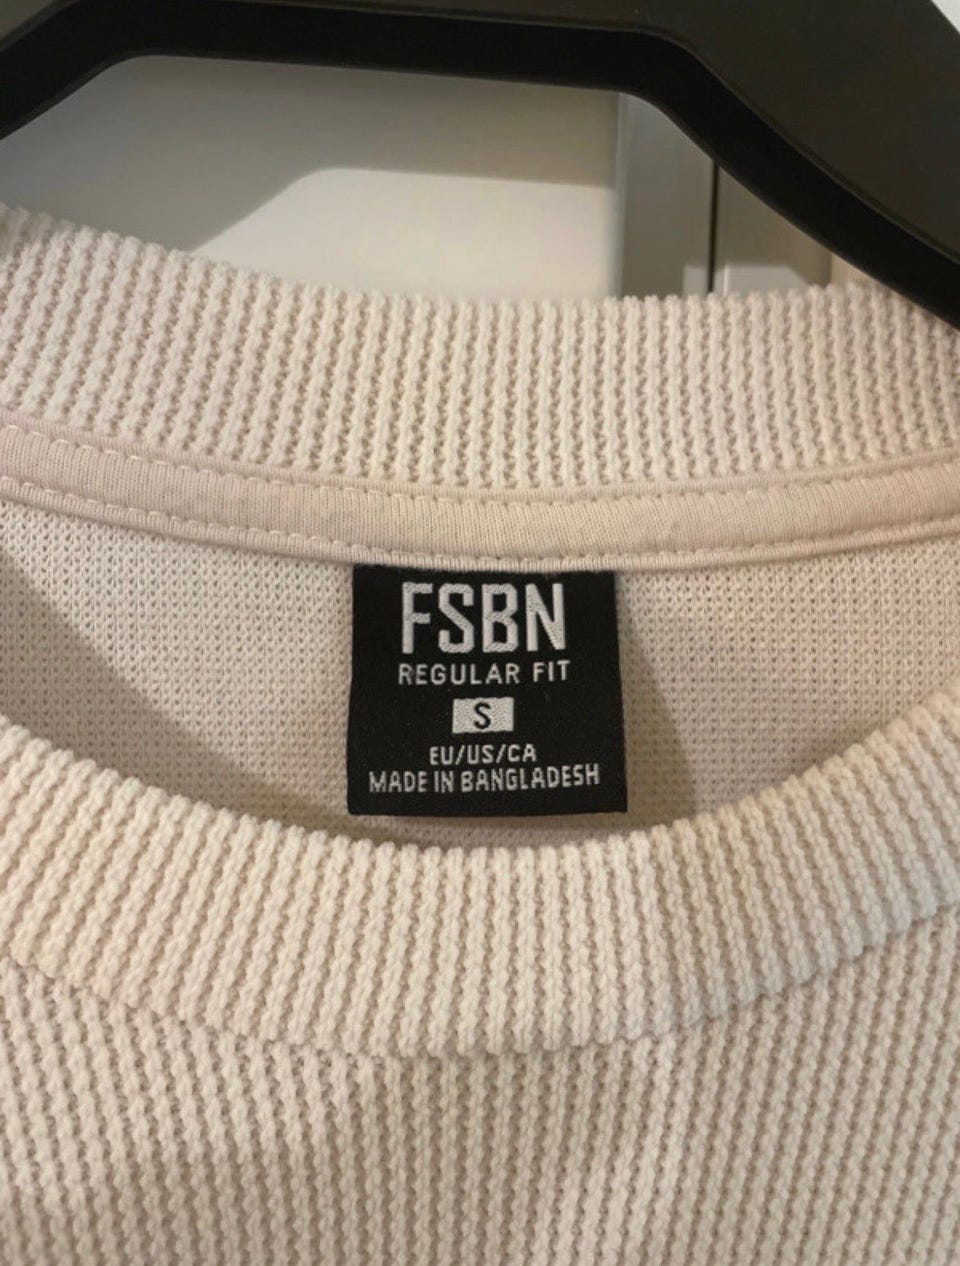 FSBN
REGULAR FIT
S
EU/US/CA
MADE IN BANGLADESH